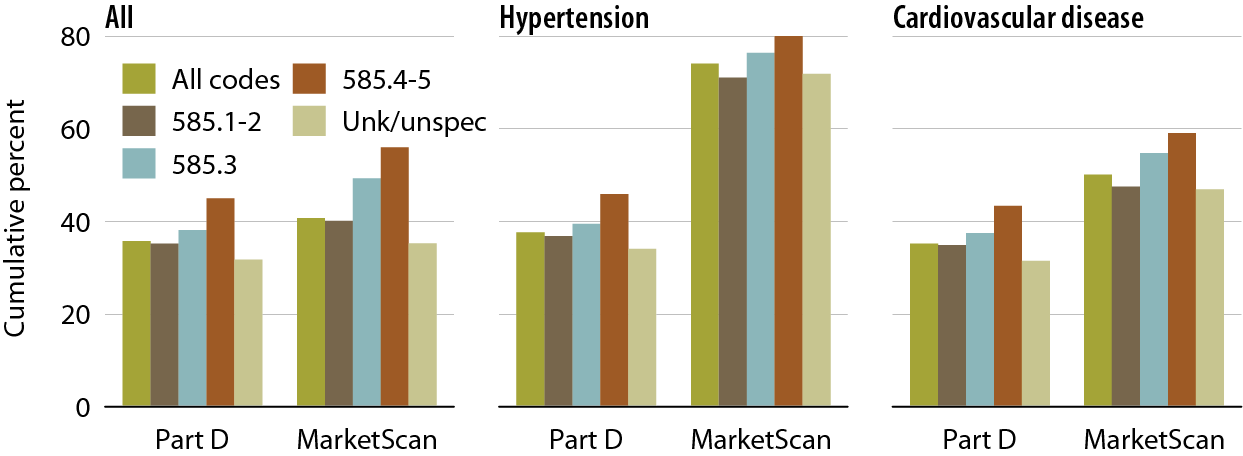 All
Hypertension
Cardiovascular disease
Cumulative percent
80
60
40
20
0
All codes
585.1-2
585.3
585.4-5
Unk/unspec
Part D
MarketScan
Part D
MarketScan
Part D
MarketScan